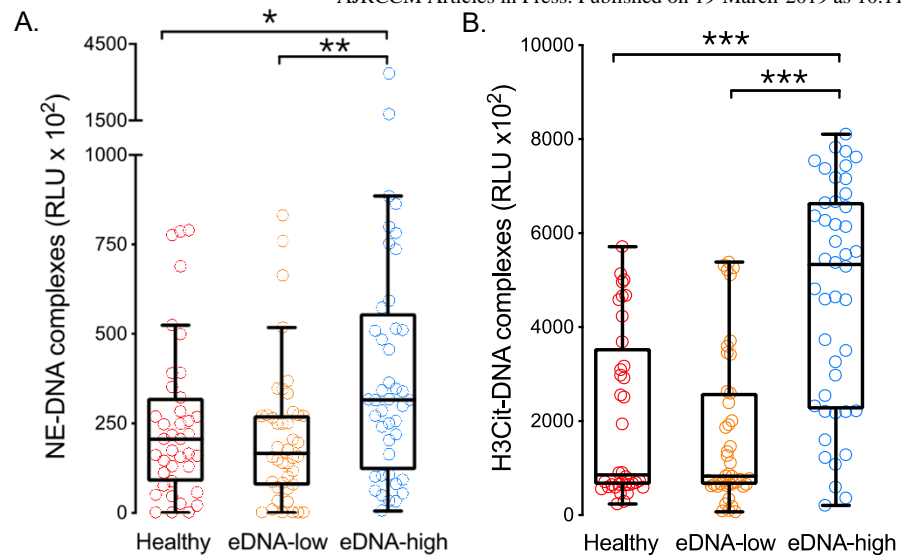 AJRCCM Articles in Press. Published on 19-March-2019 as 10.11
A.
B.
*
**
***
***
NE-DNA complexes (RLU x 10²)
4500
1500
1000
750
500
250
0
Healthy eDNA-low eDNA-high
H3Cit-DNA complexes (RLU x10²)
10000
8000
6000
4000
2000
0
Healthy eDNA-low eDNA-high